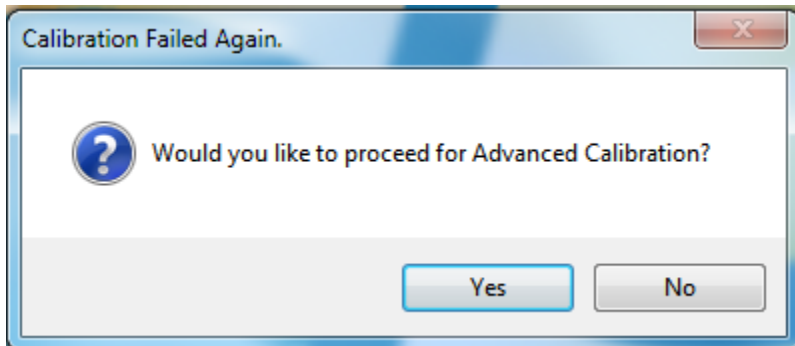 Calibration Failed Again.
Would you like to proceed for Advanced Calibration?
Yes
No